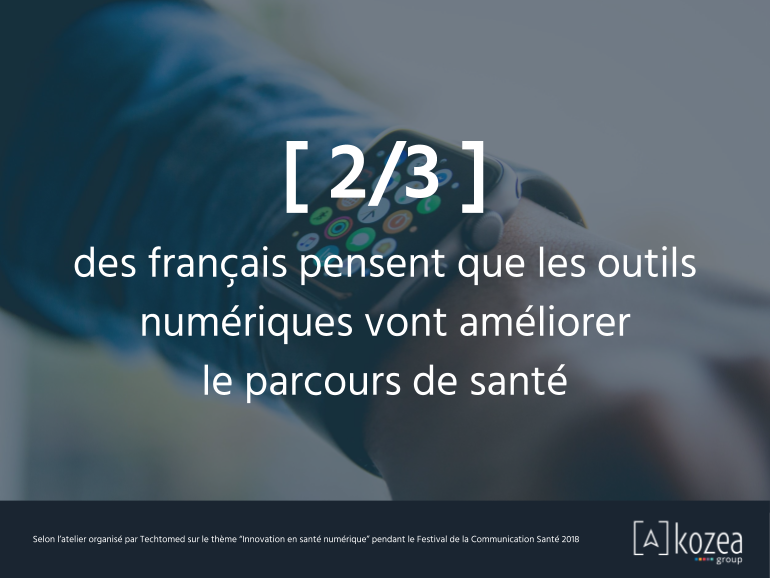 [ 2/3 ]
des français pensent que les outils
numériques vont améliorer
le parcours de santé
Selon l'atelier organisé par Techtomed sur le thème "Innovation en santé numérique" pendant le Festival de la Communication Santé 2018
[A] kozea
group